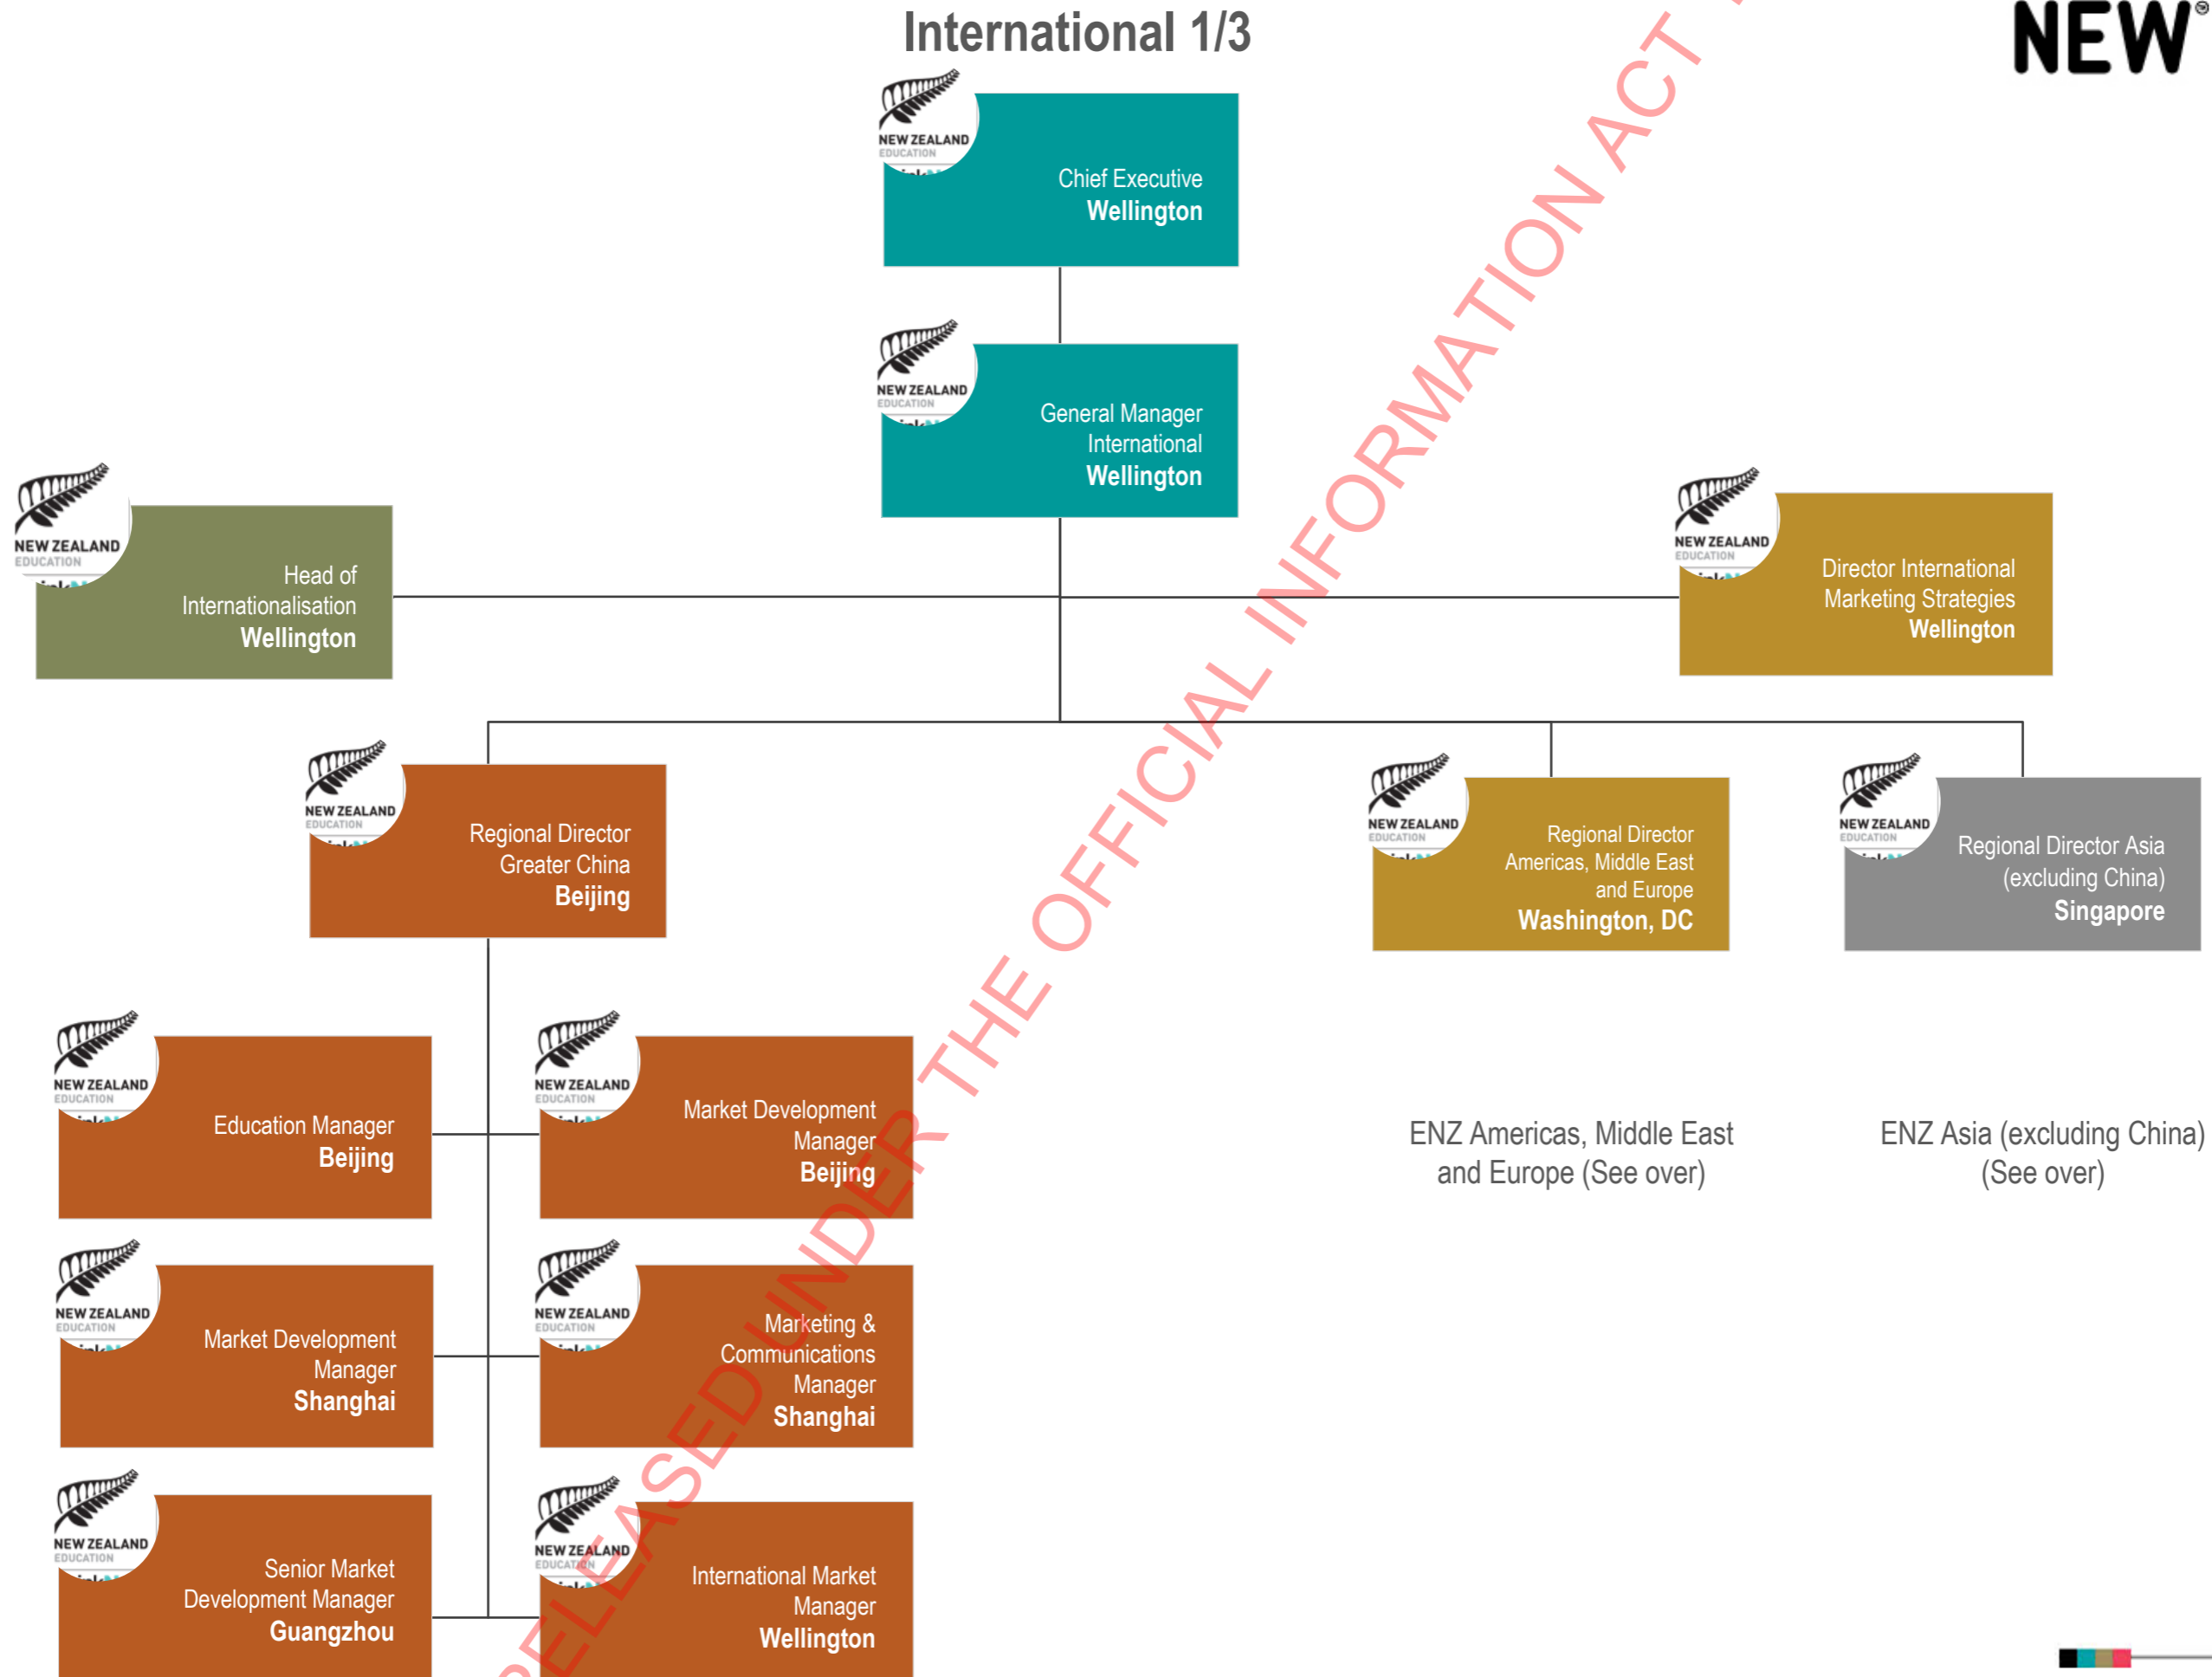 International 1/3
NEW
NEW ZEALAND
EDUCATION
Chief Executive
Wellington
NEW ZEALAND
EDUCATION
General Manager
International
Wellington
NEW ZEALAND
EDUCATION
Head of
Internationalisation
Wellington
NEW ZEALAND
EDUCATION
Director International
Marketing Strategies
Wellington
NEW ZEALAND
EDUCATION
Regional Director
Greater China
Beijing
NEW ZEALAND
EDUCATION
Regional Director
Americas, Middle East
and Europe
Washington, DC
NEW ZEALAND
EDUCATION
Regional Director Asia
(excluding China)
Singapore
NEW ZEALAND
EDUCATION
Education Manager
Beijing
NEW ZEALAND
EDUCATION
Market Development
Manager
Beijing
ENZ Americas, Middle East
and Europe (See over)
ENZ Asia (excluding China)
(See over)
NEW ZEALAND
EDUCATION
Market Development
Manager
Shanghai
NEW ZEALAND
EDUCATION
Marketing &
Communications
Manager
Shanghai
NEW ZEALAND
EDUCATION
Senior Market
Development Manager
Guangzhou
NEW ZEALAND
EDUCATION
International Market
Manager
Wellington
RELEASED UNDER THE OFFICIAL INFORMATION ACT